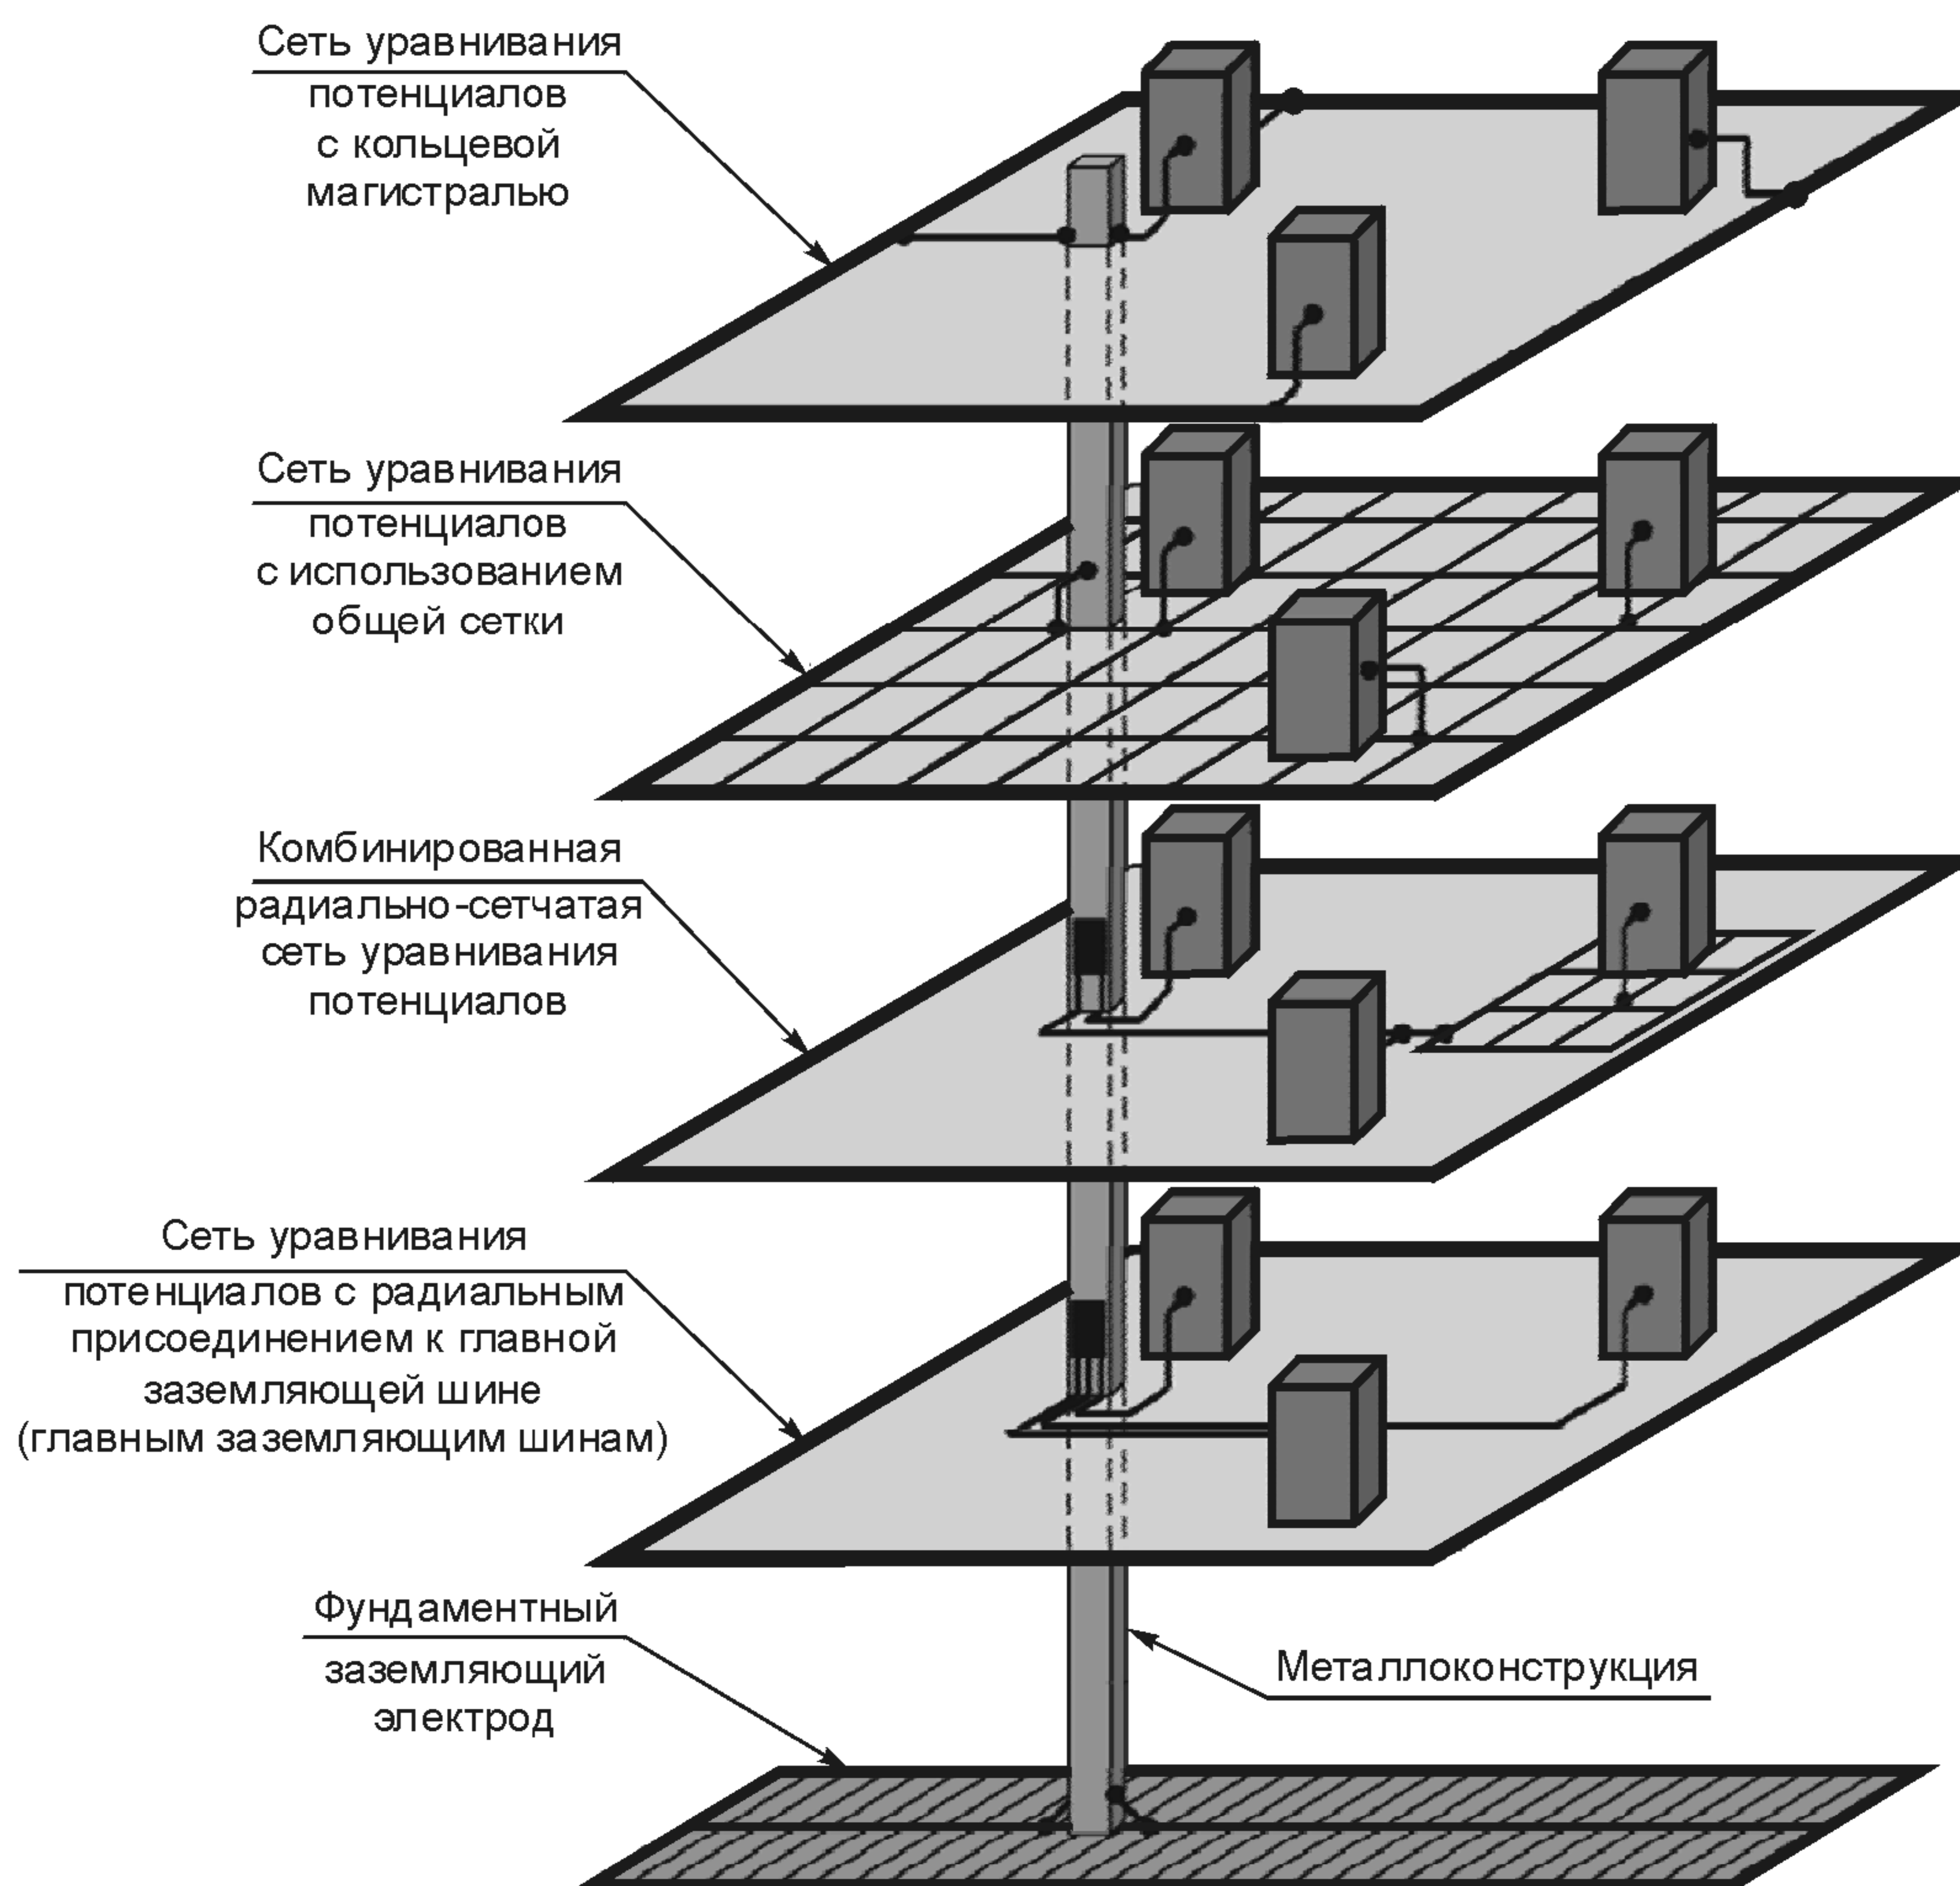 Сеть уравнивания
потенциалов
с кольцевой
магистралью
Сеть уравнивания
потенциалов
с использованием
общей сетки
Комбинированная
радиально-сетчатая
сеть уравнивания
потенциалов
Сеть уравнивания
потенциалов с радиальным
присоединением к главной
заземляющей шине
(главным заземляющим шинам)
Фундаментный
заземляющий
электрод
Металлоконструкция